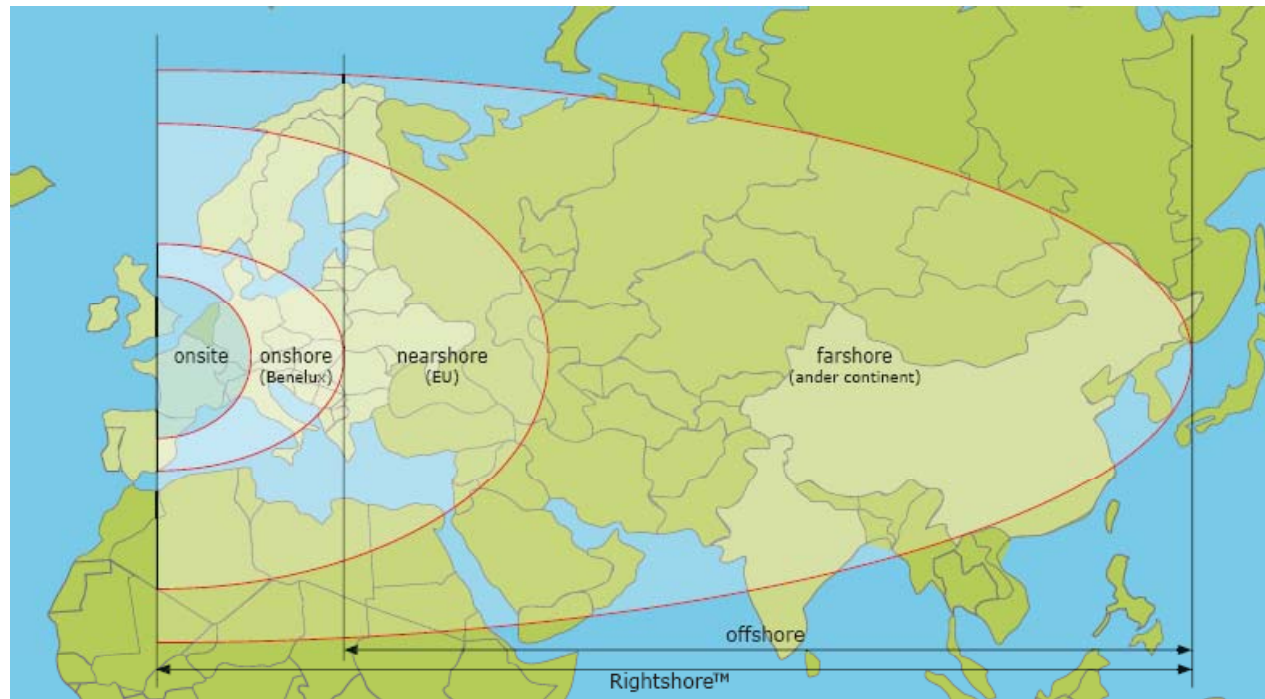 onsite
onshore
(Benelux)
nearshore
(EU)
farshore
(ander continent)
offshore
Rightshore™